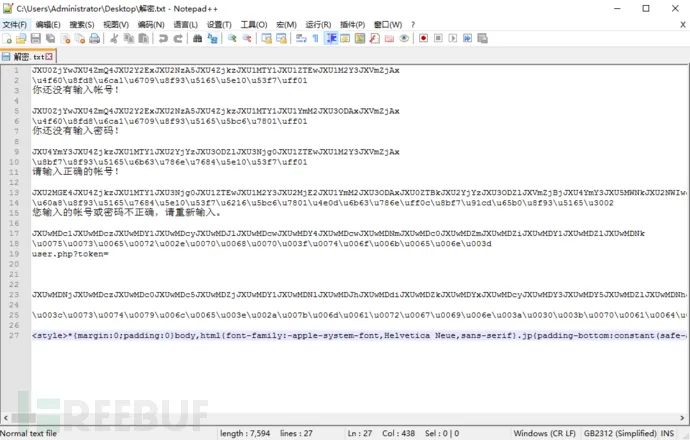 C:\Users\Administrator\Desktop\解密.txt - Notepad++
文件(F) 编辑(E) 搜索(S) 视图(V) 编码(N) 语言(L) 设置(T) 工具(O) 宏(M) 运行(R) 插件(P) 窗口(W) ?
X
解密.txt
1 JXU0ZjYwJXU4ZmQ4JXU2Y2ExJXU2NzA5JXU4ZjkzJXU1MTY1JXU1ZTEwJXU1M2Y3JXVmZjAx
2 \u4f60\u8fd8\u6ca1\u6709\u8f93\u5165\u5e10\u53f7\uff01
3 你还没有输入帐号！
4
5 JXU0ZjYwJXU4ZmQ4JXU2Y2ExJXU2NzA5JXU4ZjkzJXU1MTY1JXU1YmM2JXU3ODAxJXVmZjAx
6 \u4f60\u8fd8\u6ca1\u6709\u8f93\u5165\u5bc6\u7801\uff01
7 你还没有输入密码！
8
9 JXU4YmY3JXU4ZjkzJXU1MTY1JXU2YjYzJXU3ODZlJXU3Njg0JXU1ZTEwJXU1M2Y3JXVmZjAx
10 \u8bf7\u8f93\u5165\u6b63\u786e\u7684\u5e10\u53f7\uff01
11 请输入正确的帐号！
12
13
14 \u60a8\u8f93\u5165\u7684\u5e10\u53f7\u6216\u5bc6\u7801\u4e0d\u6b63\u786e\uff0c\u8bf7\u91cd\u65b0\u8f93\u5165\u3002
15 您输入的帐号或密码不正确，请重新输入。
16
17 JXUwMDc1JXUwMDczJXUwMDY1JXUwMDcyJXUwMDJlJXUwMDcwJXUwMDY4JXUwMDcwJXUwMDNmJXUwMDc0JXUwMDZmJXUwMDZiJXUwMDY1JXUwMDZlJXUwMDNk
18 \u0075\u0073\u0065\u0072\u002e\u0070\u0068\u0070\u003f\u0074\u006f\u006b\u0065\u006e\u003d
19 user.php?token=
20
21
22
23
24
25 \u003c\u0073\u0074\u0079\u006c\u0065\u003e\u002a\u007b\u006d\u0061\u0072\u0067\u0069\u006e\u003a\u0030\u003b\u0070\u0061\u0064\u
26
27 <style>*{margin:0;padding:0}body,html{font-family:-apple-system-font,Helvetica Neue,sans-serif}.jp{padding-bottom:constant(safe-
REEBUF
Normal text file length : 7,594 lines : 27 Ln : 27 Col : 438 Sel : 0 | 0 Windows (CR LF) GB2312 (Simplified) INS